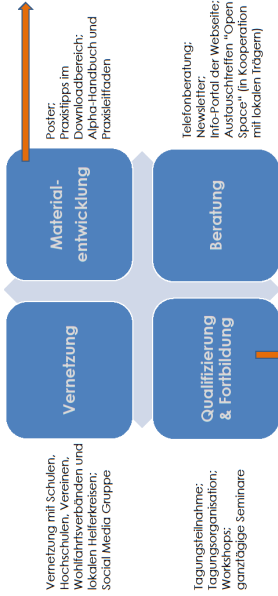 Vernetzung mit Schulen,
Hochschulen, Vereinen,
Wohlfahrtsverbänden und
lokalen Helferkreisen;
Social Media Gruppe
Vernetzung
Material-
entwicklung
Poster;
Praxistipps im
Downloadbereich;
Alpha-Handbuch und
Praxisleitfaden
Tagungsteilnahme;
Tagungsorganisation;
Workshops;
ganztägige Seminare
Qualifizierung
& Fortbildung
Beratung
Telefonberatung;
Newsletter;
Info-Portal der Webseite;
Austauschtreffen "Open
Space" (in Kooperation
mit lokalen Trägern)